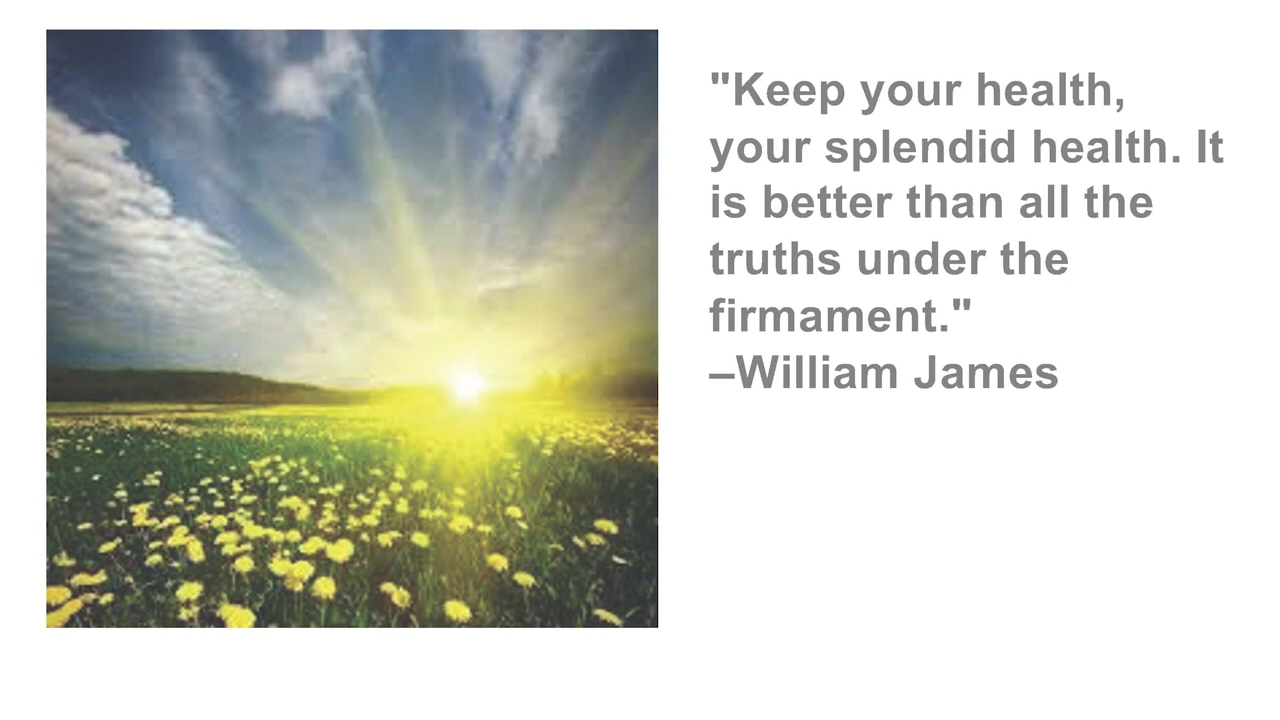 "Keep your health,
your splendid health. It
is better than all the
truths under the
firmament."
–William James